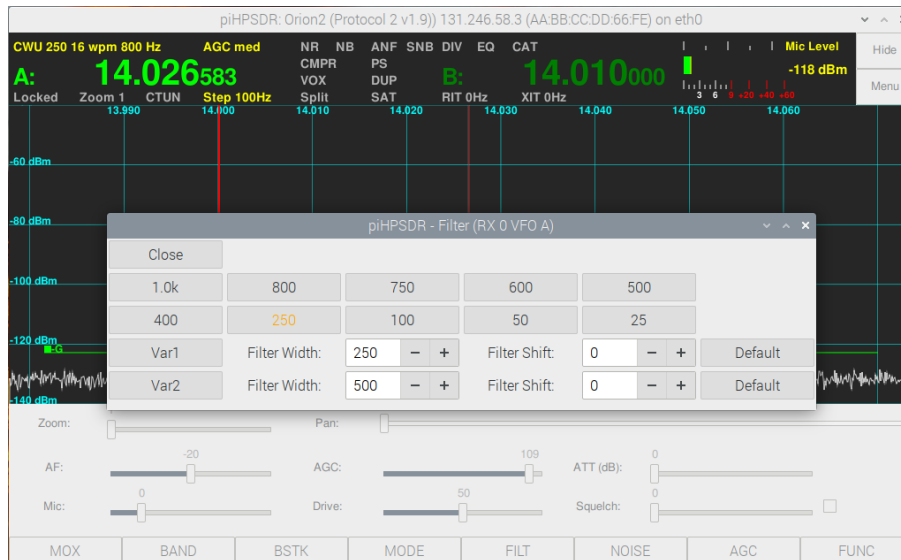 piHPSDR: Orion2 (Protocol 2 v1.9)) 131.246.58.3 (AA:BB:CC:DD:66:FE) on eth0
CWU 250 16 wpm 800 Hz AGC med NR NB ANF SNB DIV EQ CAT Mic Level Hide
CMPR PS
A: 14.026583 VOX DUP B: 14.010000 -118 dBm
Locked Zoom 1 CTUN Step 100Hz Split SAT RIT 0Hz XIT 0Hz 3 6 9 +20 +40 +60 Menu
13.990 14.000 14.010 14.020 14.030 14.040 14.050 14.060
-60 dBm
-80 dBm
piHPSDR - Filter (RX 0 VFO A)
Close
-100 dBm
1.0k 800 750 600 500
400 250 100 50 25
-120 dBm
-G
Var1 Filter Width: 250 − + Filter Shift: 0 − + Default
Var2 Filter Width: 500 − + Filter Shift: 0 − + Default
-140 dBm
Zoom: Pan:
-20 109 0
AF: AGC: ATT (dB):
0 50 0
Mic: Drive: Squelch:
MOX BAND BSTK MODE FILT NOISE AGC FUNC